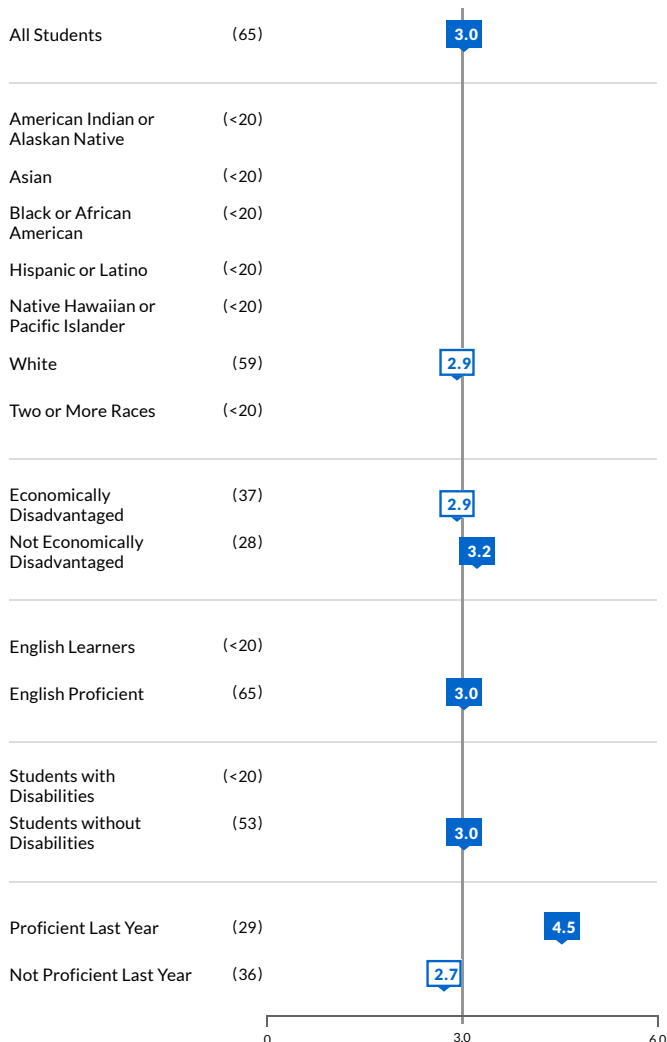 All Students (65) 3.0
American Indian or (<20)
Alaskan Native
Asian (<20)
Black or African (<20)
American
Hispanic or Latino (<20)
Native Hawaiian or (<20)
Pacific Islander
White (59) 2.9
Two or More Races (<20)
Economically (37) 2.9
Disadvantaged
Not Economically (28) 3.2
Disadvantaged
English Learners (<20)
English Proficient (65) 3.0
Students with (<20)
Disabilities
Students without (53) 3.0
Disabilities
Proficient Last Year (29) 4.5
Not Proficient Last Year (36) 2.7
0 3.0 6.0